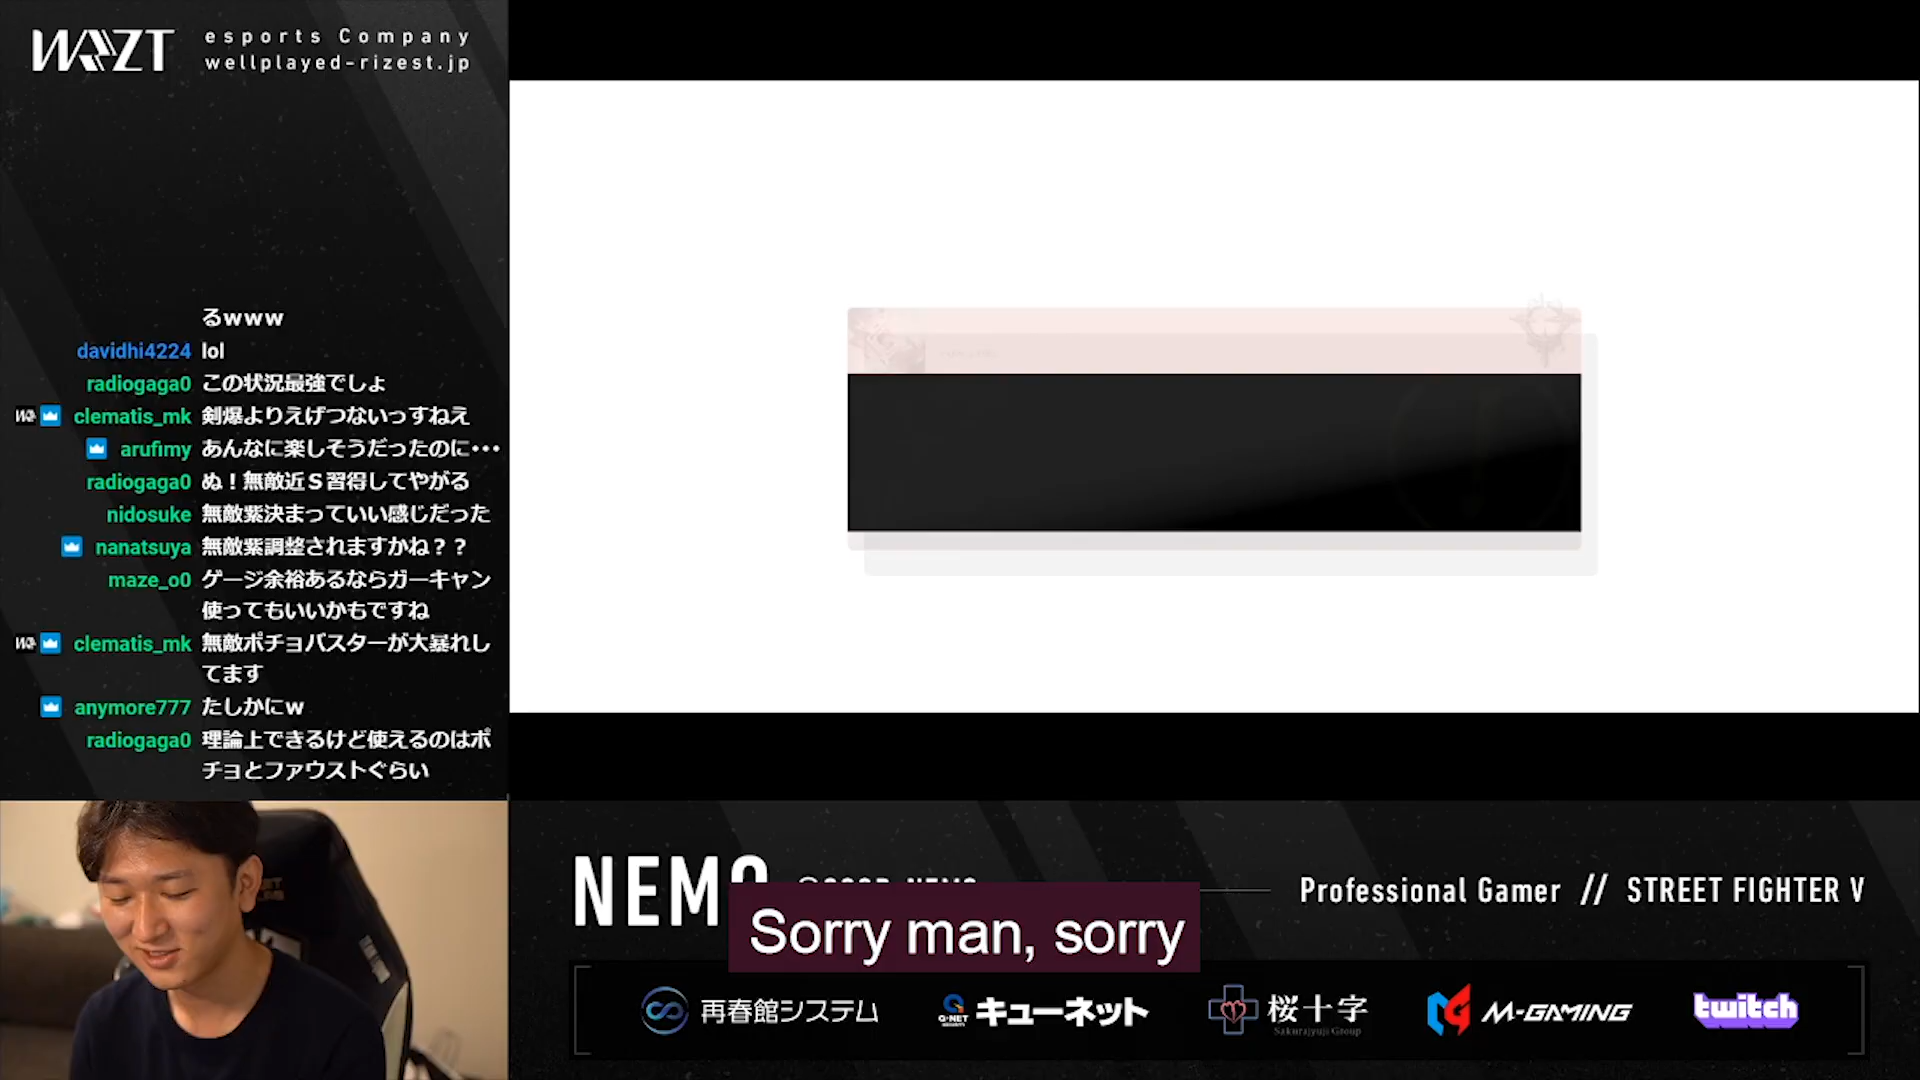 WRZT
esports Company
wellplayed-rizest.jp
るwww
davidhi4224 lol
radiogaga0 この状況最強でしょ
clematis_mk 剣爆よりえげつないっすねえ
arufimy あんなに楽しそうだったのに・・・
radiogaga0 ぬ！無敵近Ｓ習得してやがる
nidosuke 無敵紫決まっていい感じだった
nanatsuya 無敵紫調整されますかね？？
maze_o0 ゲージ余裕あるならガーキャン
使ってもいいかもですね
clematis_mk 無敵ポチョバスターが大暴れし
てます
anymore777 たしかにw
radiogaga0 理論上できるけど使えるのはポ
チョとファウストぐらい
NEMO
Professional Gamer // STREET FIGHTER V
Sorry man, sorry
再春館システム
Q-NET キューネット
桜十字
Sakurajyuji Group
M-GAMING
twitch